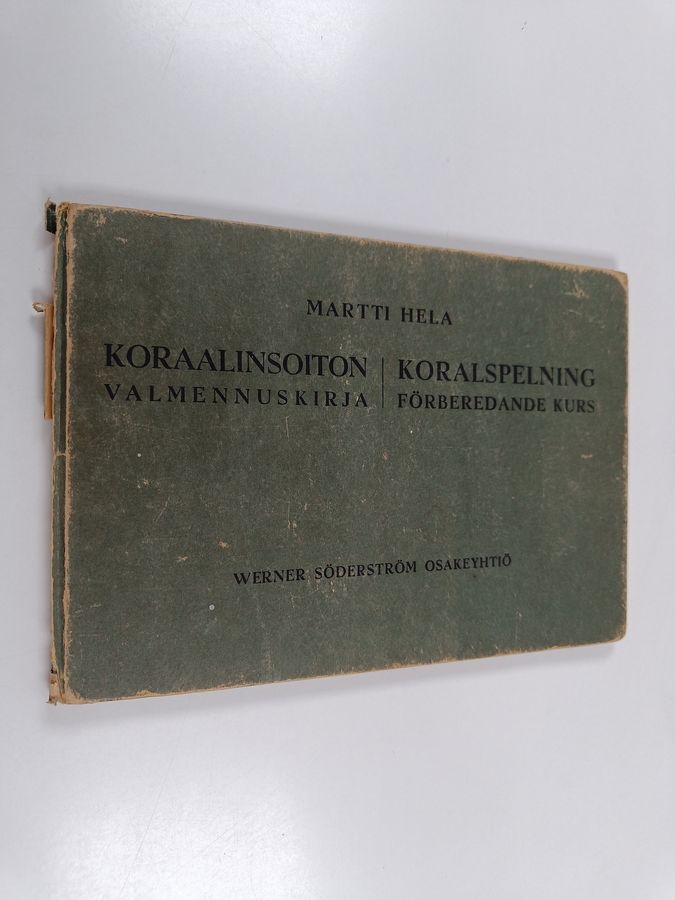 MARTTI HELA
KORAALINSOITON
VALMENNUSKIRJA
KORALSPELNING
FÖRBEREDANDE KURS
WERNER SÖDERSTRÖM OSAKEYHTIÖ